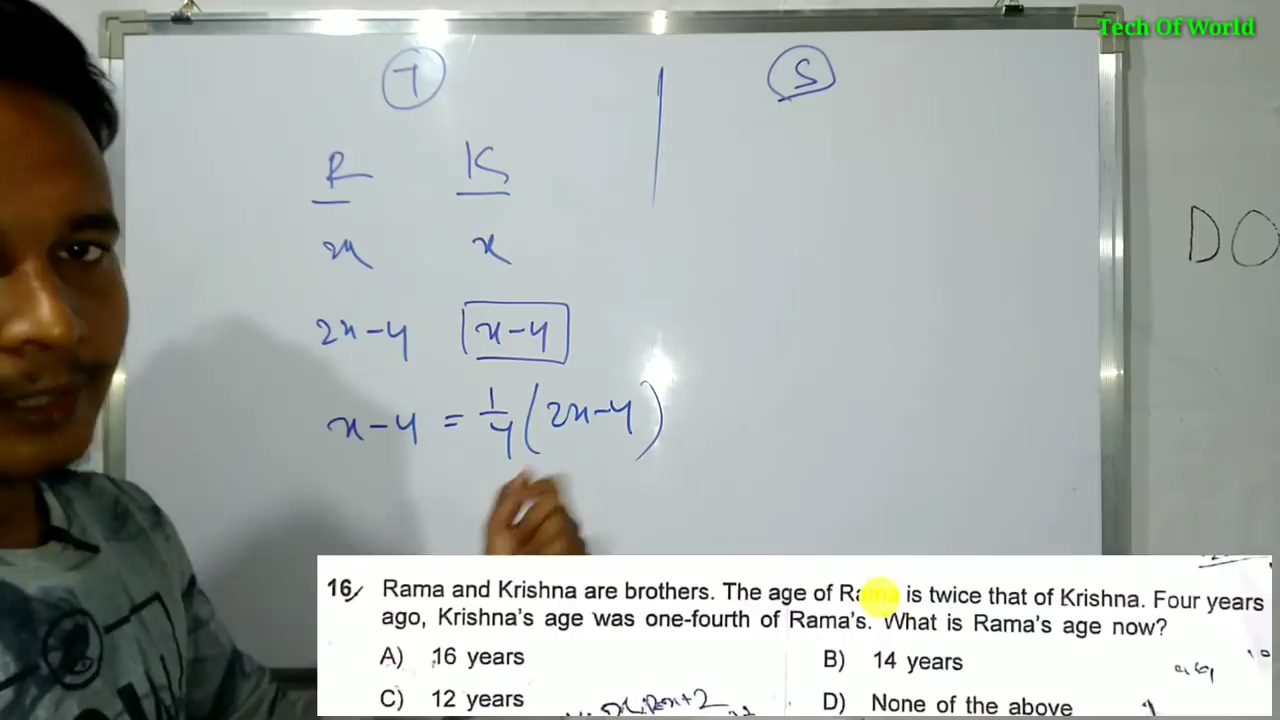 Tech Of World
T
S
R K
2x x
2x-4 x-4
x-4 = 1/4 (2x-4)
DO
16 Rama and Krishna are brothers. The age of Rama is twice that of Krishna. Four years
ago, Krishna's age was one-fourth of Rama's. What is Rama's age now?
A) 16 years
B) 14 years
C) 12 years
D) None of the above